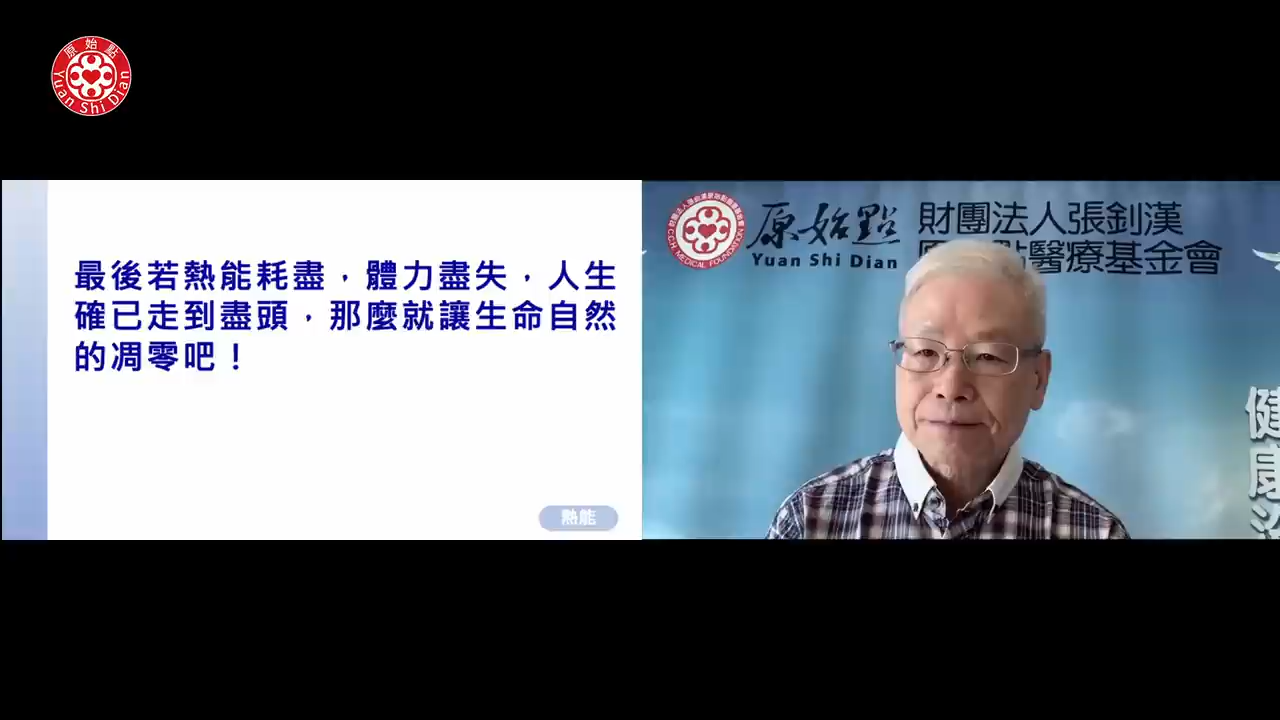 原始點
Yuan Shi Dian
最後若熱能耗盡，體力盡失，人生
確已走到盡頭，那麼就讓生命自然
的凋零吧！
熱能
原始點
Yuan Shi Dian
財團法人張釗漢
點醫療基金會
健康